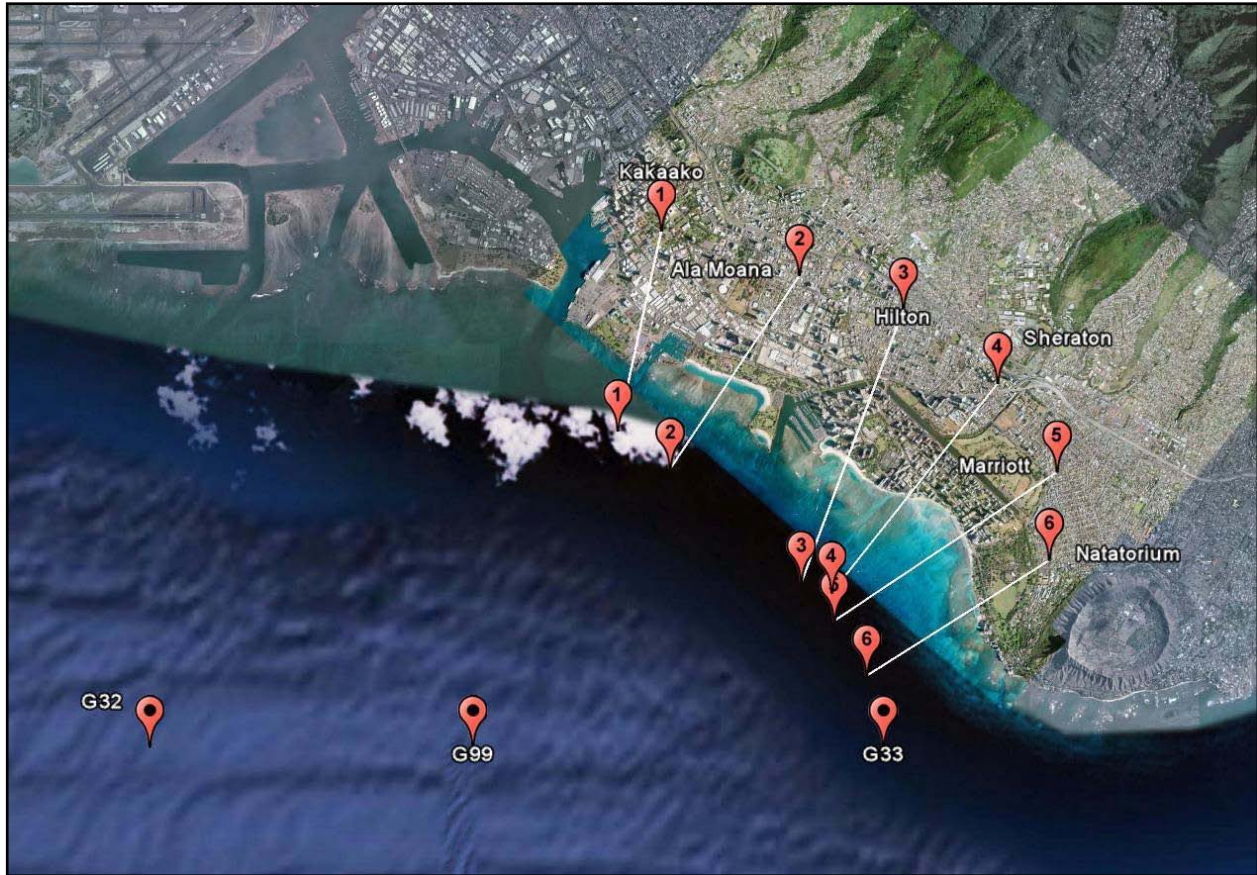 Kakaako
1
2
Ala Moana
3
Hilton
4
Sheraton
1
2
5
Marriott
6
Natatorium
3
4
5
6
G32
G99
G33